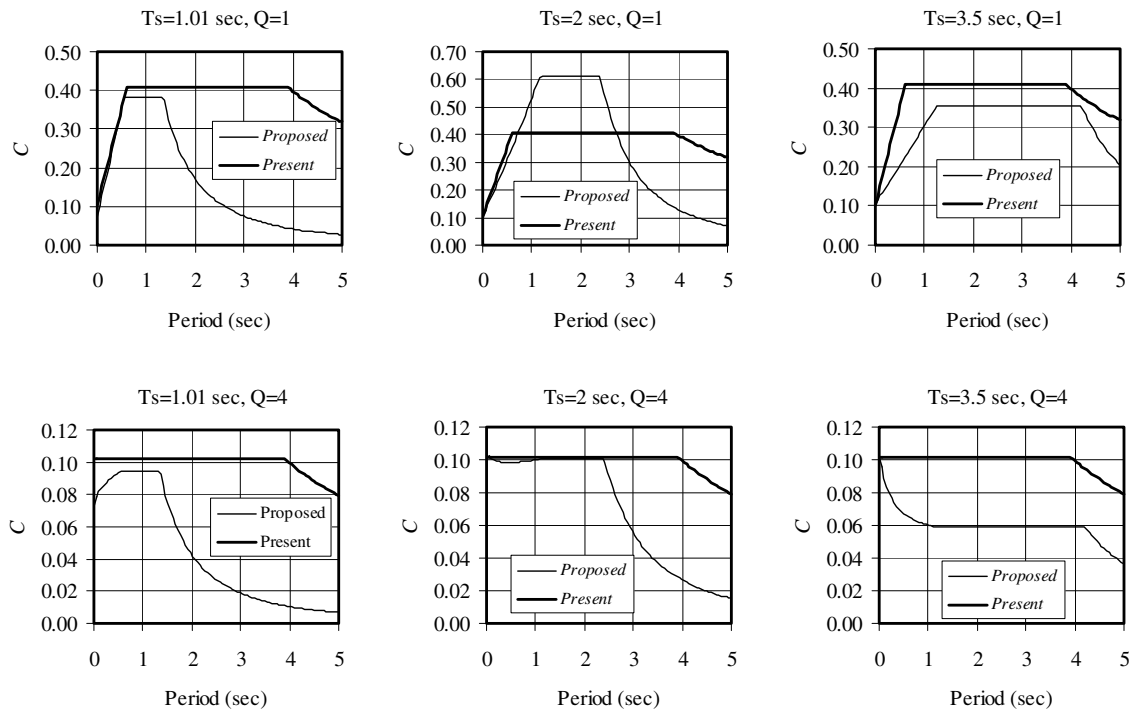 Ts=1.01 sec, Q=1
0.50
0.40
0.30
0.20
0.10
0.00
C
Proposed
Present
0 1 2 3 4 5
Period (sec)
Ts=2 sec, Q=1
0.70
0.60
0.50
0.40
0.30
0.20
0.10
0.00
C
Proposed
Present
0 1 2 3 4 5
Period (sec)
Ts=3.5 sec, Q=1
0.50
0.40
0.30
0.20
0.10
0.00
C
Proposed
Present
0 1 2 3 4 5
Period (sec)
Ts=1.01 sec, Q=4
0.12
0.10
0.08
0.06
0.04
0.02
0.00
C
Proposed
Present
0 1 2 3 4 5
Period (sec)
Ts=2 sec, Q=4
0.12
0.10
0.08
0.06
0.04
0.02
0.00
C
Proposed
Present
0 1 2 3 4 5
Period (sec)
Ts=3.5 sec, Q=4
0.12
0.10
0.08
0.06
0.04
0.02
0.00
C
Proposed
Present
0 1 2 3 4 5
Period (sec)